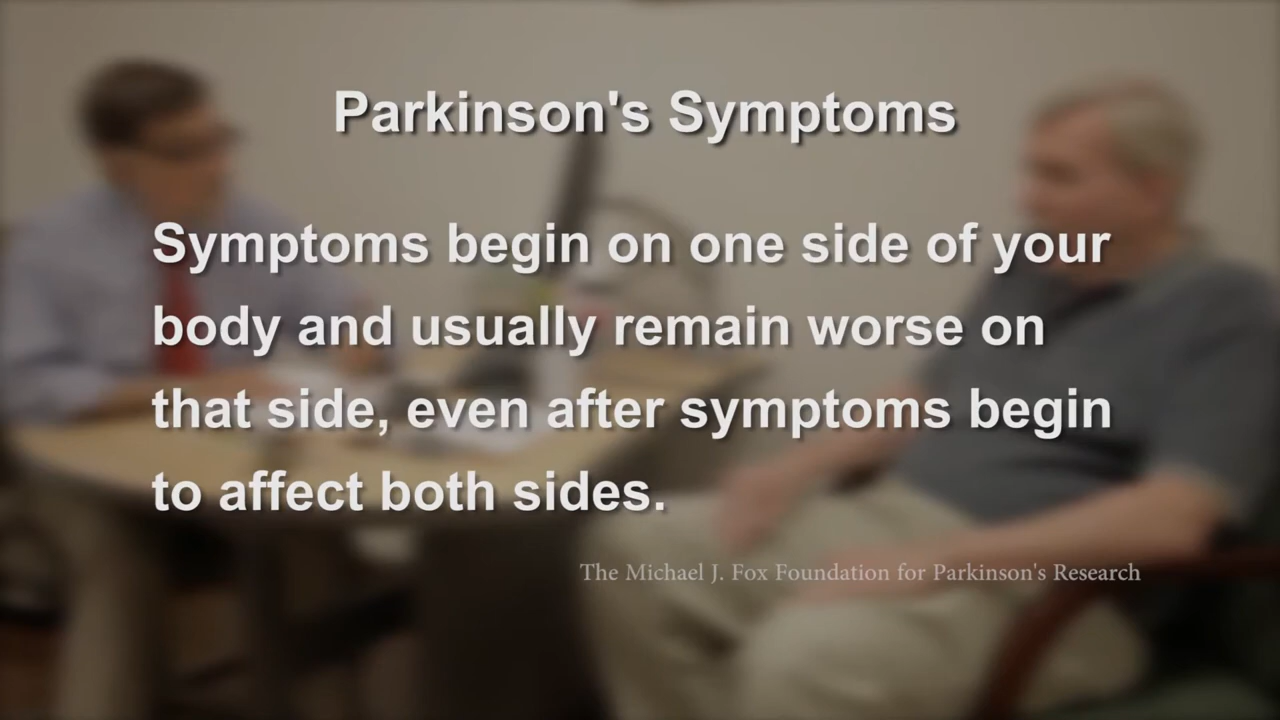 Parkinson's Symptoms
Symptoms begin on one side of your
body and usually remain worse on
that side, even after symptoms begin
to affect both sides.
The Michael J. Fox Foundation for Parkinson's Research